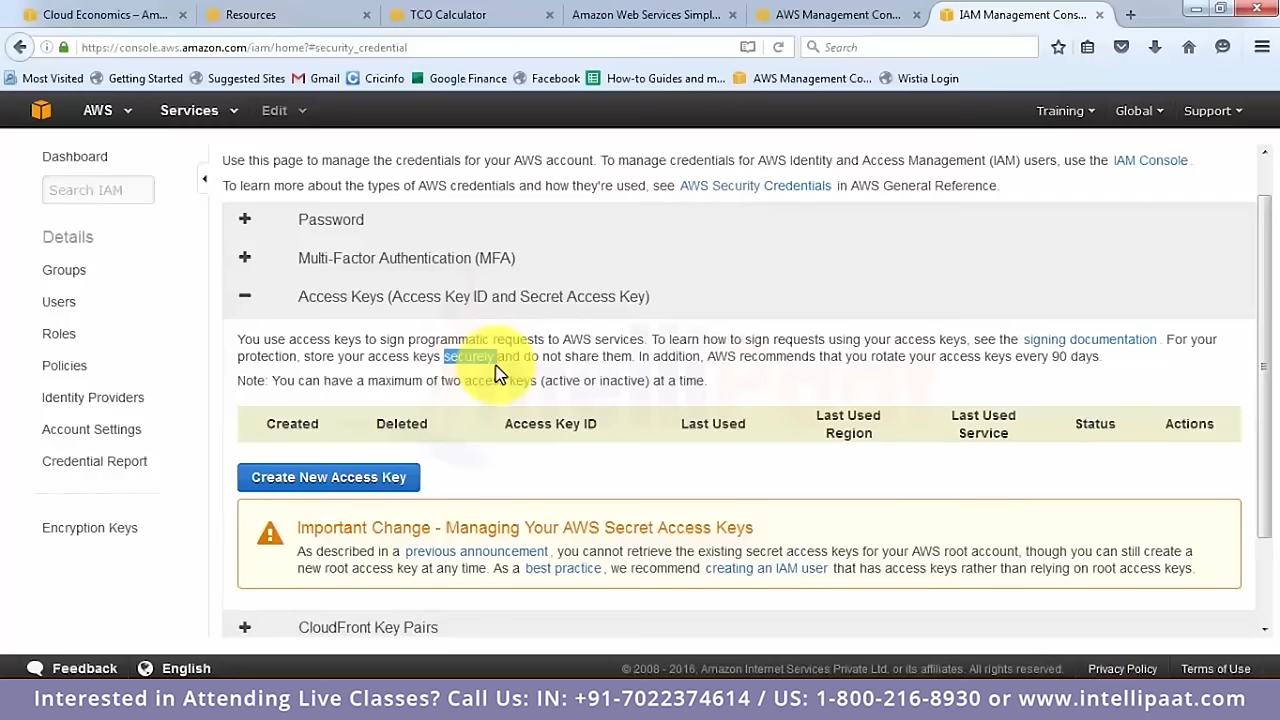 Cloud Economics – Am...
Resources
TCO Calculator
Amazon Web Services Simpl...
AWS Management Con...
IAM Management Cons...
https://console.aws.amazon.com/iam/home?#security_credential
Search
Most Visited
Getting Started
Suggested Sites
Gmail
Cricinfo
Google Finance
Facebook
How-to Guides and m...
AWS Management Co...
Wistia Login
AWS
Services
Edit
Training
Global
Support
Dashboard
Search IAM
Details
Groups
Users
Roles
Policies
Identity Providers
Account Settings
Credential Report
Encryption Keys
Use this page to manage the credentials for your AWS account. To manage credentials for AWS Identity and Access Management (IAM) users, use the IAM Console .
To learn more about the types of AWS credentials and how they're used, see AWS Security Credentials in AWS General Reference.
Password
Multi-Factor Authentication (MFA)
Access Keys (Access Key ID and Secret Access Key)
You use access keys to sign programmatic requests to AWS services. To learn how to sign requests using your access keys, see the signing documentation . For your
protection, store your access keys securely and do not share them. In addition, AWS recommends that you rotate your access keys every 90 days.
Note: You can have a maximum of two access keys (active or inactive) at a time.
Created
Deleted
Access Key ID
Last Used
Last Used
Region
Last Used
Service
Status
Actions
Create New Access Key
Important Change - Managing Your AWS Secret Access Keys
As described in a previous announcement , you cannot retrieve the existing secret access keys for your AWS root account, though you can still create a
new root access key at any time. As a best practice , we recommend creating an IAM user that has access keys rather than relying on root access keys.
CloudFront Key Pairs
Feedback
English
© 2008 - 2016, Amazon Internet Services Private Ltd. or its affiliates. All rights reserved.
Privacy Policy
Terms of Use
Interested in Attending Live Classes? Call Us: IN: +91-7022374614 / US: 1-800-216-8930 or www.intellipaat.com